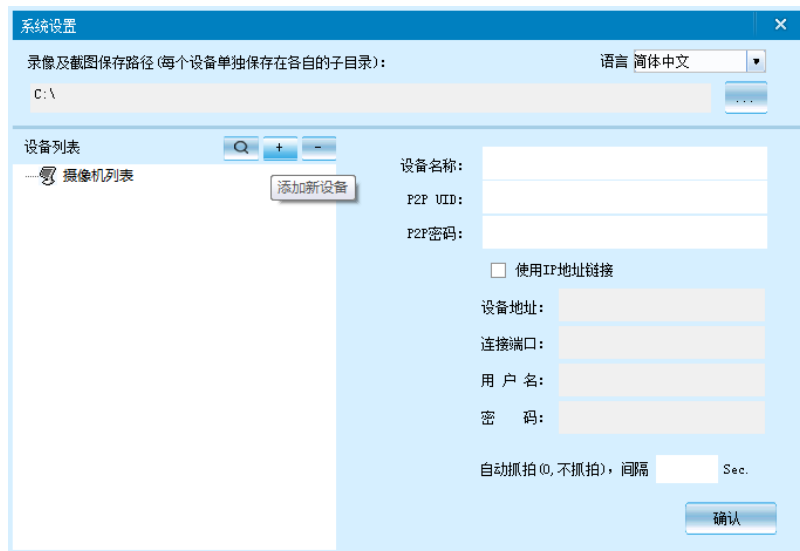 系统设置
录像及截图保存路径(每个设备单独保存在各自的子目录): 语言 简体中文
C:\ ...
设备列表 + -
摄像机列表
添加新设备
设备名称:
P2P UID:
P2P密码:
使用IP地址链接
设备地址:
连接端口:
用 户 名:
密 码:
自动抓拍(0,不抓拍), 间隔 Sec.
确认